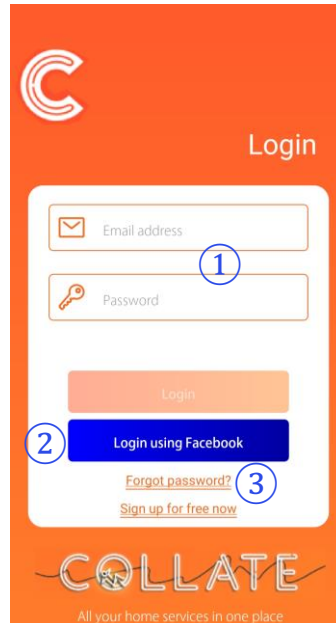 C
Login
Email address
①
Password
Login
② Login using Facebook
Forgot password? ③
Sign up for free now
COLLATE
All your home services in one place